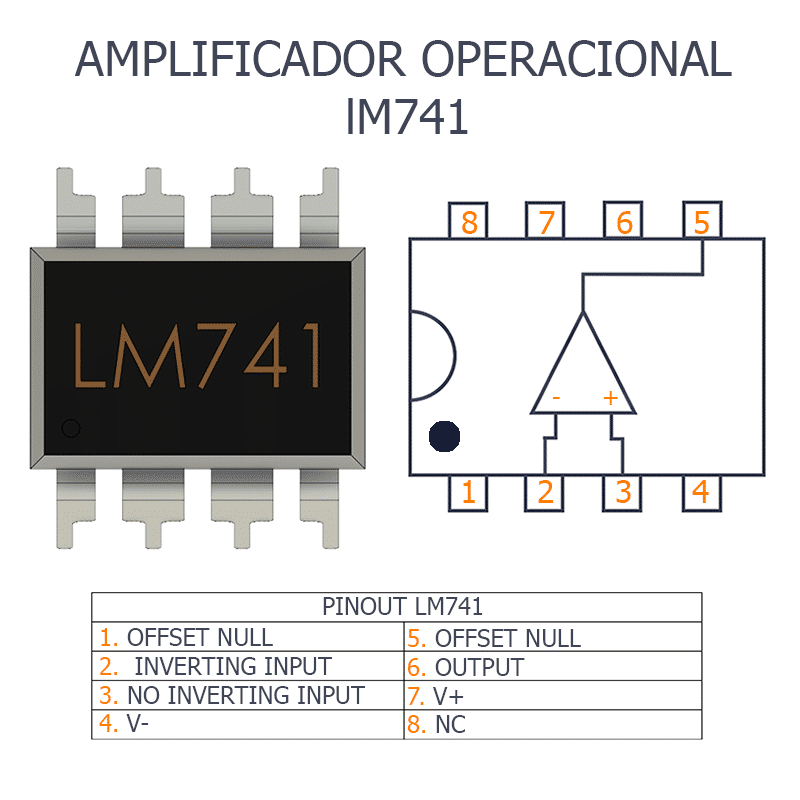 AMPLIFICADOR OPERACIONAL
lM741
LM741
8 7 6 5
- +
1 2 3 4
PINOUT LM741
1. OFFSET NULL
5. OFFSET NULL
2. INVERTING INPUT
6. OUTPUT
3. NO INVERTING INPUT
7. V+
4. V-
8. NC